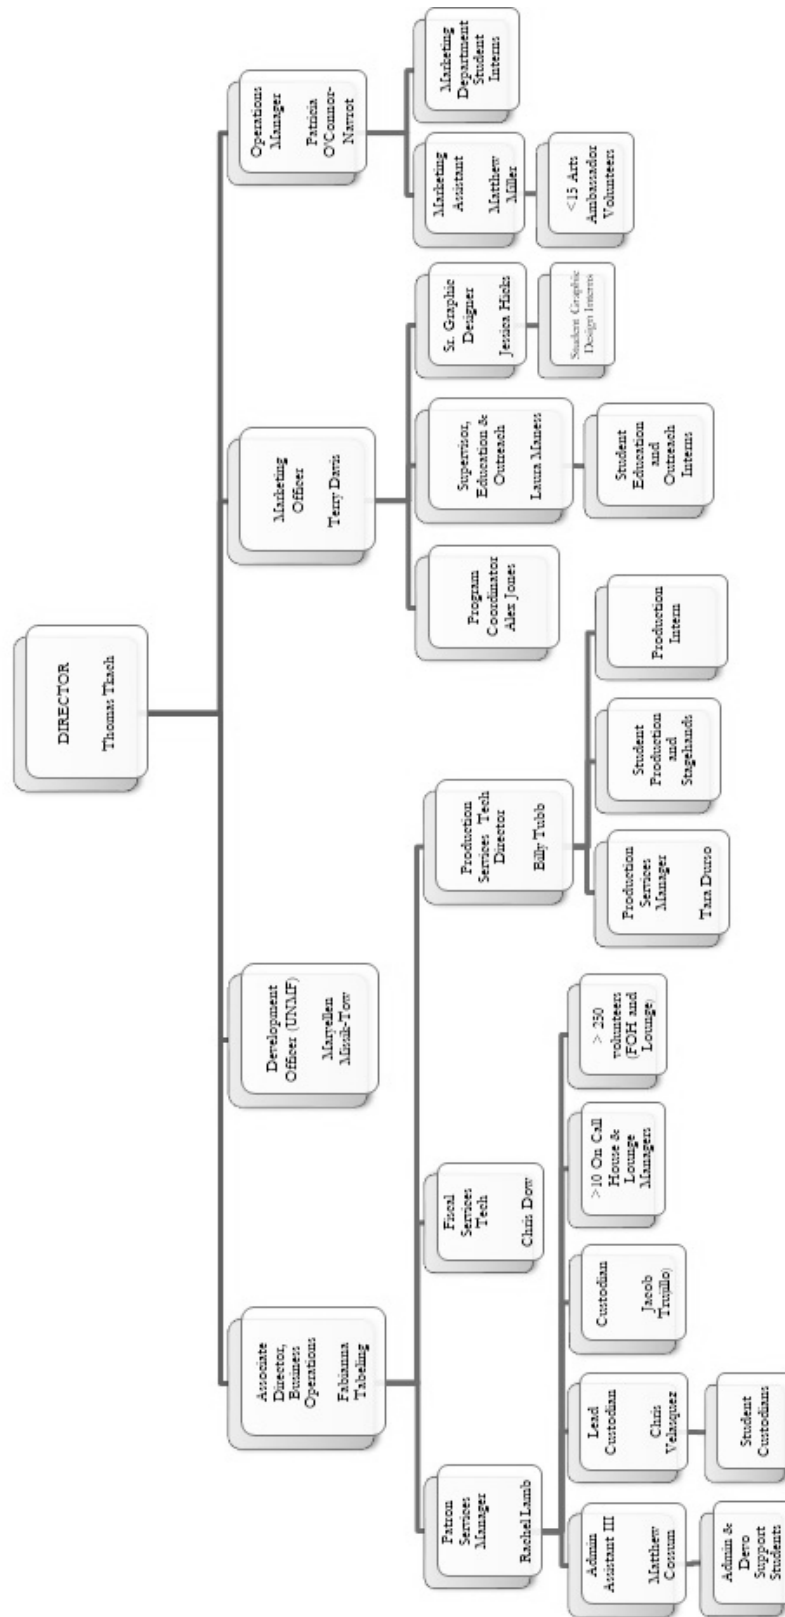 DIRECTOR
Thomas Tkach
Associate
Director,
Business
Operations
Fabianna
Tabeling
Development
Officer (UNMF)
Maryellen
Missik-Tow
Marketing
Officer
Terry Davis
Operations
Manager
Patricia
O'Connor-
Navrot
Patron
Services
Manager
Rachel Lamb
Fiscal
Services
Tech
Chris Dow
Production
Services Tech
Director
Billy Tubb
Program
Coordinator
Alex Jones
Supervisor,
Education &
Outreach
Laura Maness
Sr. Graphic
Designer
Jessica Hicks
Marketing
Assistant
Matthew
Miller
Marketing
Department
Student
Interns
Admin
Assistant III
Matthew
Cossum
Lead
Custodian
Chris
Velasquez
Custodian
Jacob
Trujillo)
>10 On Call
House &
Lounge
Managers
> 250
volunteers
(FOH and
Lounge)
Production
Services
Manager
Tara Durso
Student
Production
and
Stagehands
Production
Intern
Student
Education
and
Outreach
Interns
Student Graphic
Design Interns
<15 Arts
Ambassador
Volunteers
Admin &
Devo
Support
Students
Student
Custodians